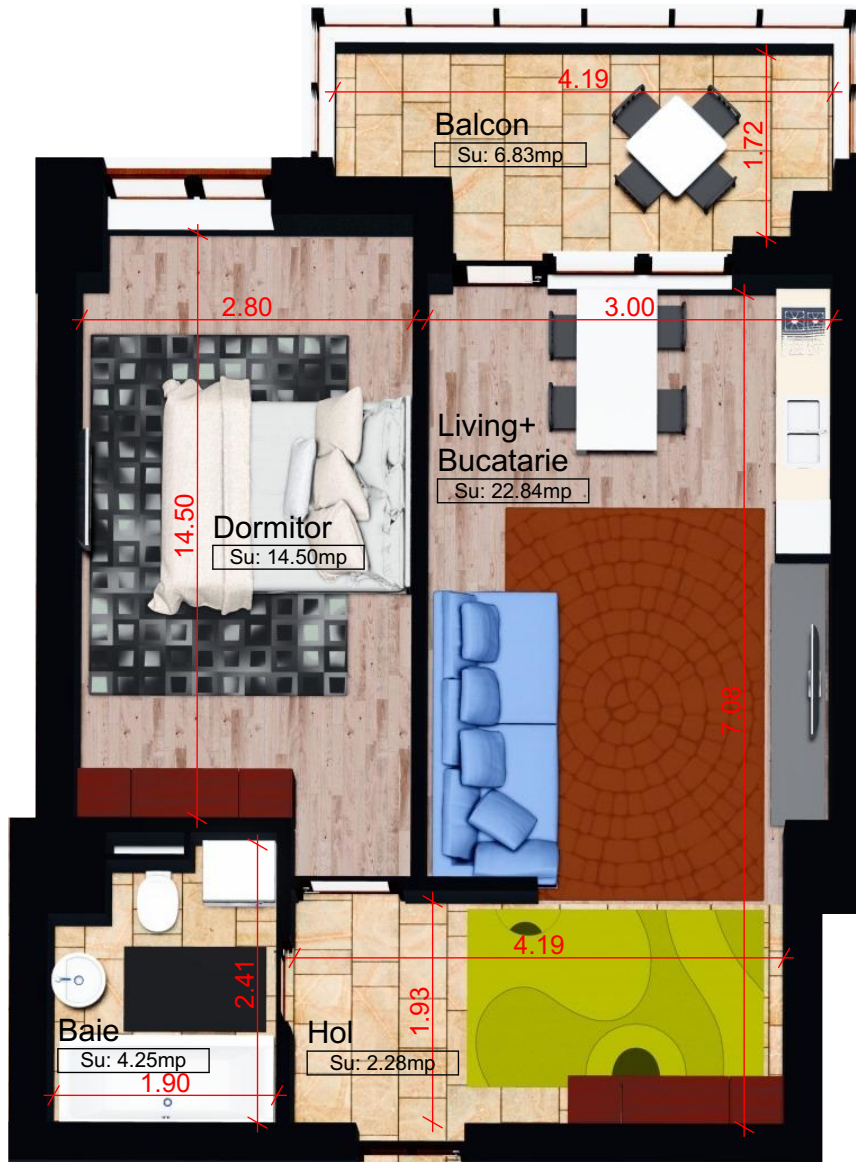 4.19
Balcon
Su: 6.83mp
1.72
2.80
3.00
Living+
Bucatarie
Su: 22.84mp
14.50
Dormitor
Su: 14.50mp
7.08
2.41
4.19
1.93
Baie
Su: 4.25mp
Hol
Su: 2.28mp
1.90